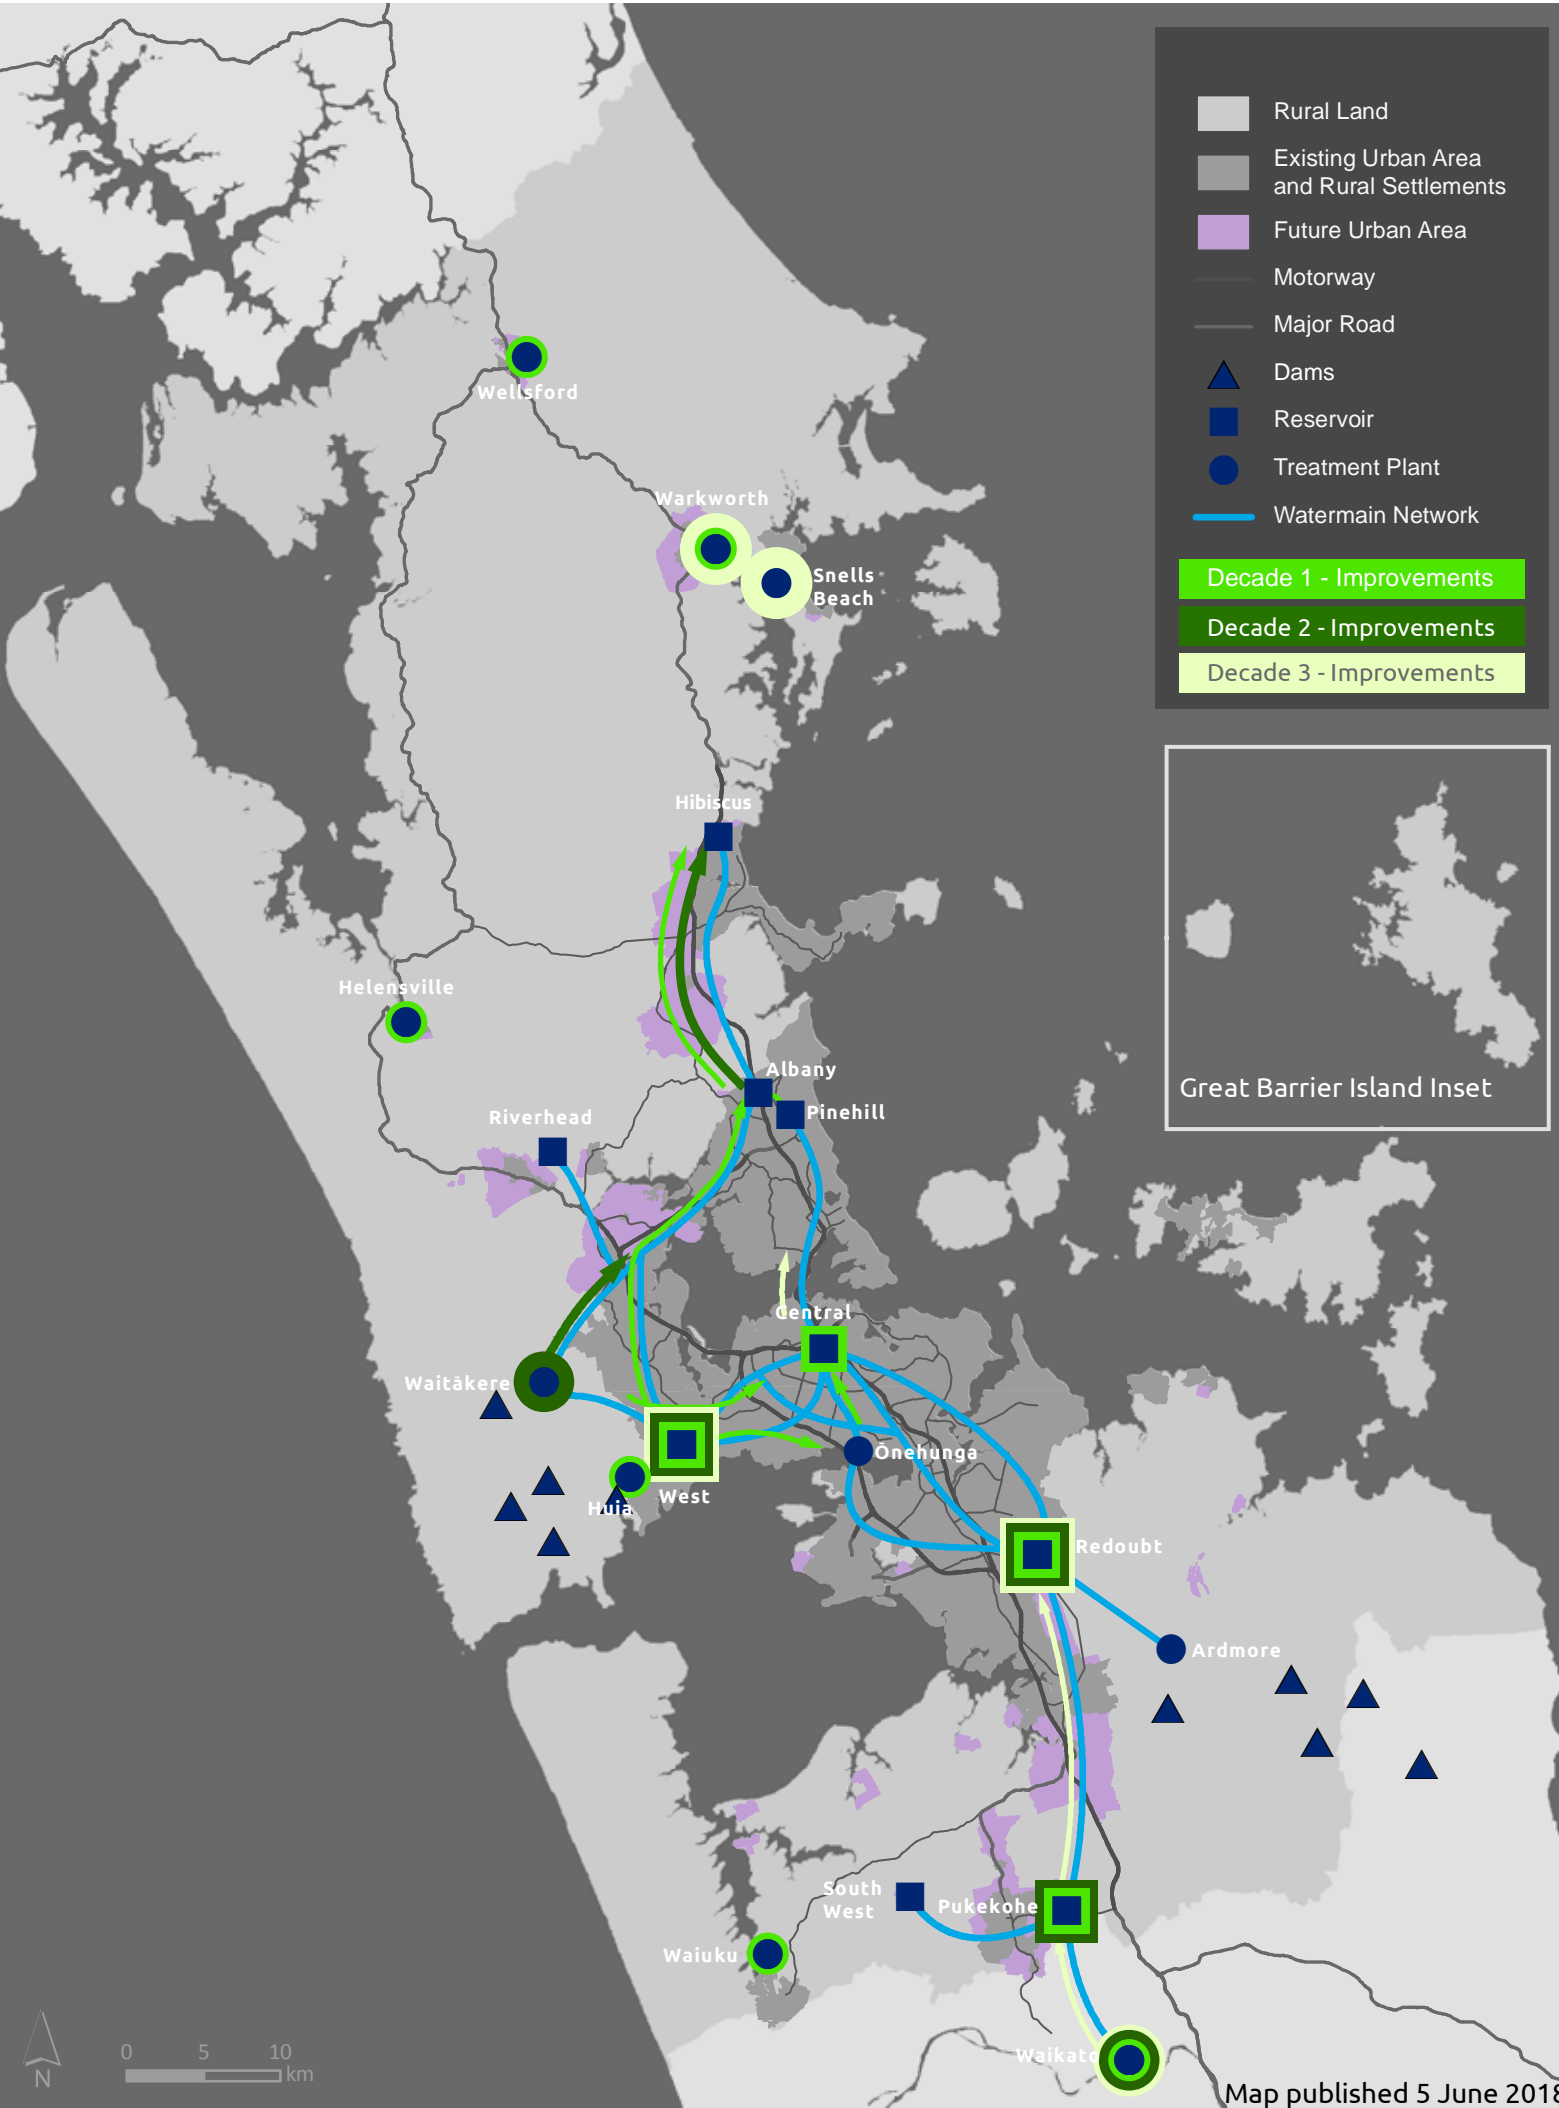 Rural Land
Existing Urban Area
and Rural Settlements
Future Urban Area
Motorway
Major Road
Dams
Reservoir
Treatment Plant
Watermain Network
Decade 1 - Improvements
Decade 2 - Improvements
Decade 3 - Improvements
Wellsford
Warkworth
Snells
Beach
Hibiscus
Helensville
Albany
Pinehill
Riverhead
Great Barrier Island Inset
Central
Waitākere
Ōnehunga
West
Huia
Redoubt
Ardmore
South
West
Pukekohe
Waiuku
Waikato
0 5 10
km
N
Map published 5 June 2018